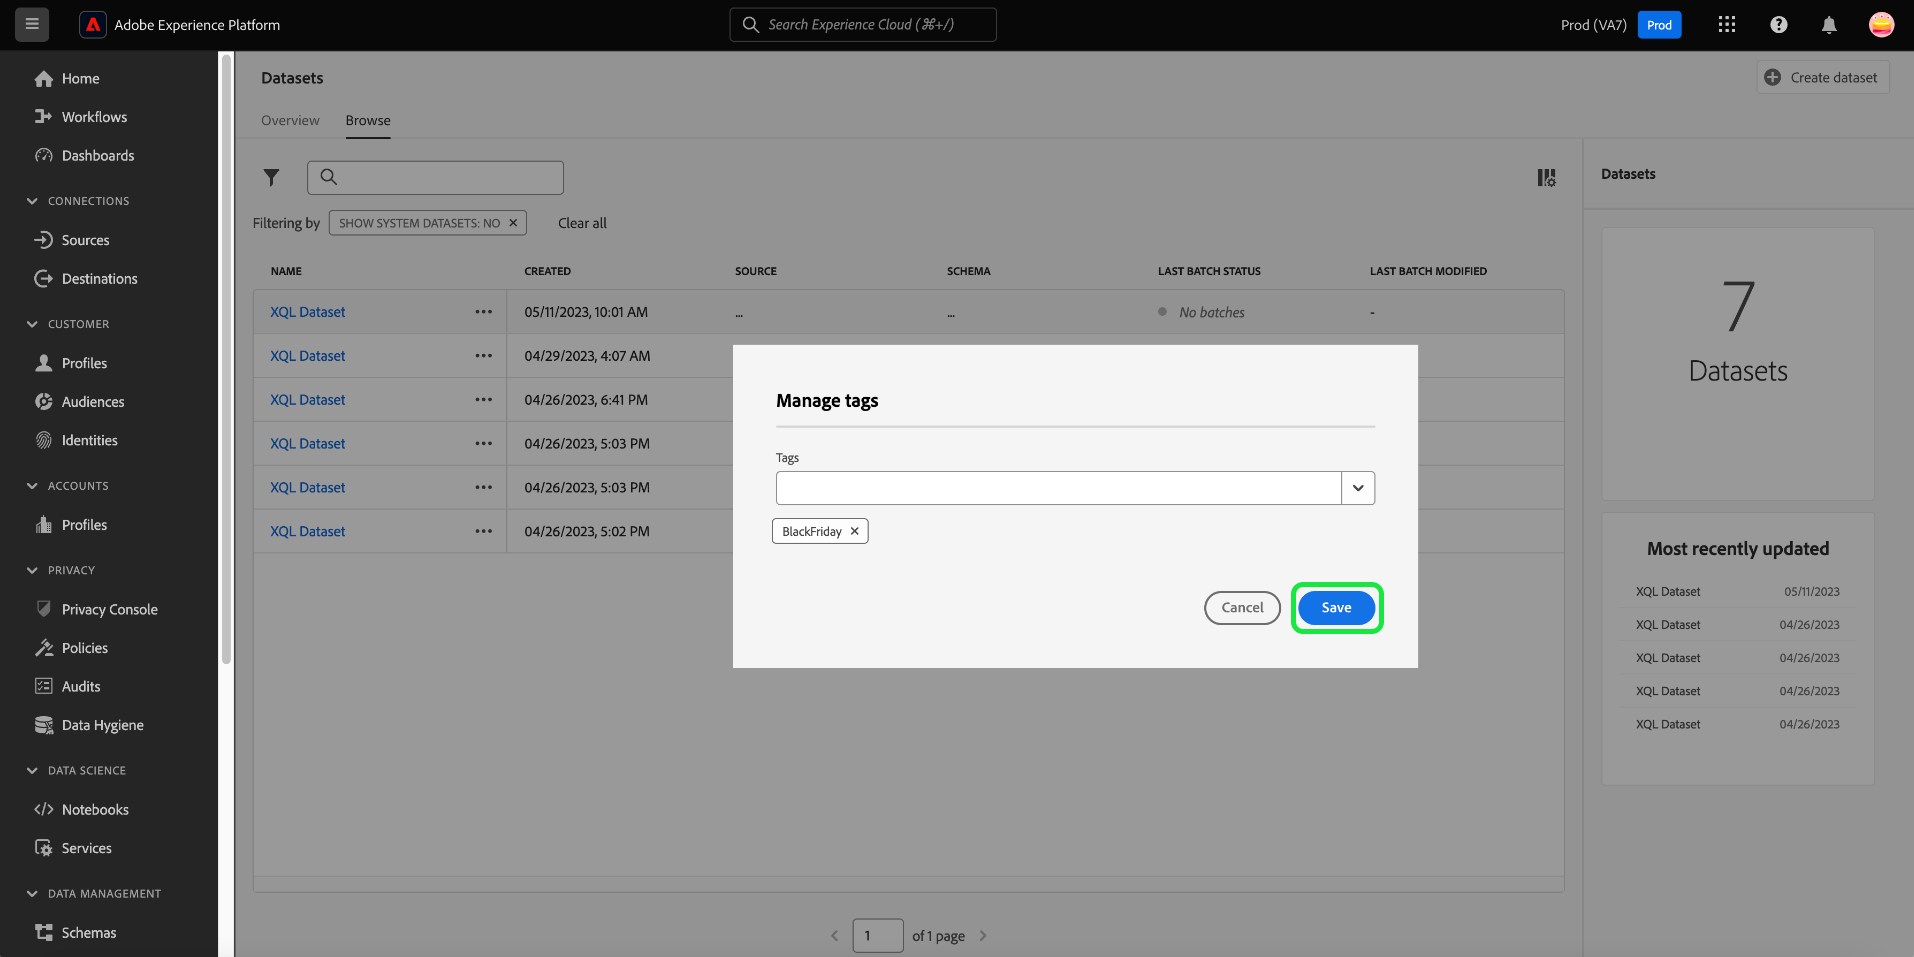 Adobe Experience Platform
Search Experience Cloud (⌘+/)
Prod (VA7)
Prod
Home
Workflows
Dashboards
CONNECTIONS
Sources
Destinations
CUSTOMER
Profiles
Audiences
Identities
ACCOUNTS
Profiles
PRIVACY
Privacy Console
Policies
Audits
Data Hygiene
DATA SCIENCE
Notebooks
Services
DATA MANAGEMENT
Schemas
Datasets
Create dataset
Overview Browse
Filtering by SHOW SYSTEM DATASETS: NO Clear all
NAME CREATED SOURCE SCHEMA LAST BATCH STATUS LAST BATCH MODIFIED
XQL Dataset ... 05/11/2023, 10:01 AM ... ... No batches -
XQL Dataset ... 04/29/2023, 4:07 AM
XQL Dataset ... 04/26/2023, 6:41 PM
XQL Dataset ... 04/26/2023, 5:03 PM
XQL Dataset ... 04/26/2023, 5:03 PM
XQL Dataset ... 04/26/2023, 5:02 PM
1 of 1 page
Manage tags
Tags
BlackFriday
Cancel Save
Datasets
7
Datasets
Most recently updated
XQL Dataset 05/11/2023
XQL Dataset 04/26/2023
XQL Dataset 04/26/2023
XQL Dataset 04/26/2023
XQL Dataset 04/26/2023